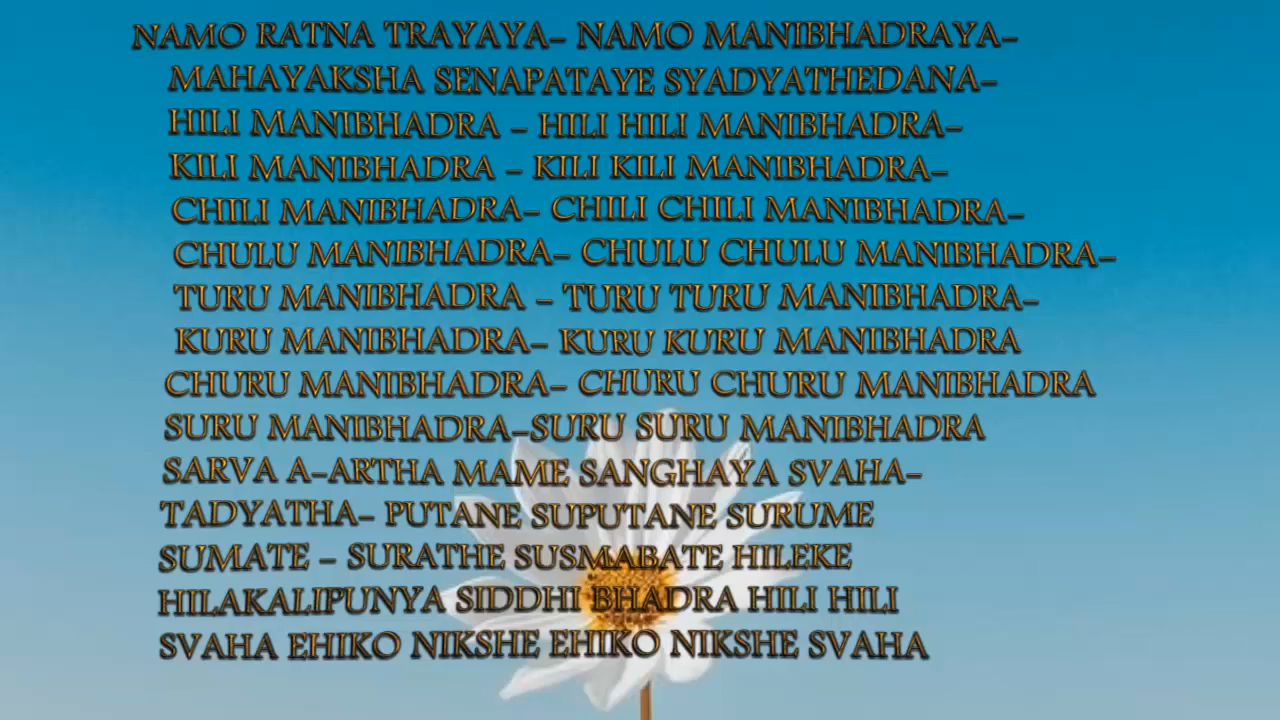 NAMO RATNA TRAYAYA– NAMO MANIBHADRAYA–
MAHAYAKSHA SENAPATAYE SYADYATHEDANA–
HILI MANIBHADRA – HILI HILI MANIBHADRA–
KILI MANIBHADRA – KILI KILI MANIBHADRA–
CHILI MANIBHADRA– CHILI CHILI MANIBHADRA–
CHULU MANIBHADRA– CHULU CHULU MANIBHADRA–
TURU MANIBHADRA – TURU TURU MANIBHADRA–
KURU MANIBHADRA– KURU KURU MANIBHADRA
CHURU MANIBHADRA– CHURU CHURU MANIBHADRA
SURU MANIBHADRA–SURU SURU MANIBHADRA
SARVA A–ARTHA MAME SANGHAYA SVAHA–
TADYATHA– PUTANE SUPUTANE SURUME
SUMATE – SURATHE SUSMABATE HILEKE
HILAKALIPUNYA SIDDHI BHADRA HILI HILI
SVAHA EHIKO NIKSHE EHIKO NIKSHE SVAHA